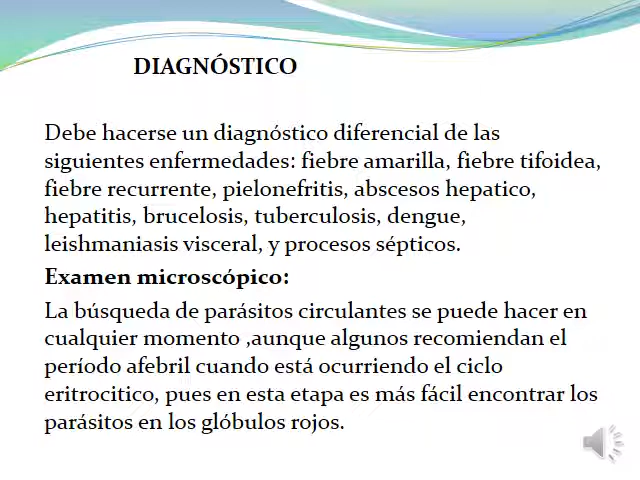 DIAGNÓSTICO
Debe hacerse un diagnóstico diferencial de las
siguientes enfermedades: fiebre amarilla, fiebre tifoidea,
fiebre recurrente, pielonefritis, abscesos hepatico,
hepatitis, brucelosis, tuberculosis, dengue,
leishmaniasis visceral, y procesos sépticos.
Examen microscópico:
La búsqueda de parásitos circulantes se puede hacer en
cualquier momento ,aunque algunos recomiendan el
período afebril cuando está ocurriendo el ciclo
eritrocitico, pues en esta etapa es más fácil encontrar los
parásitos en los glóbulos rojos.